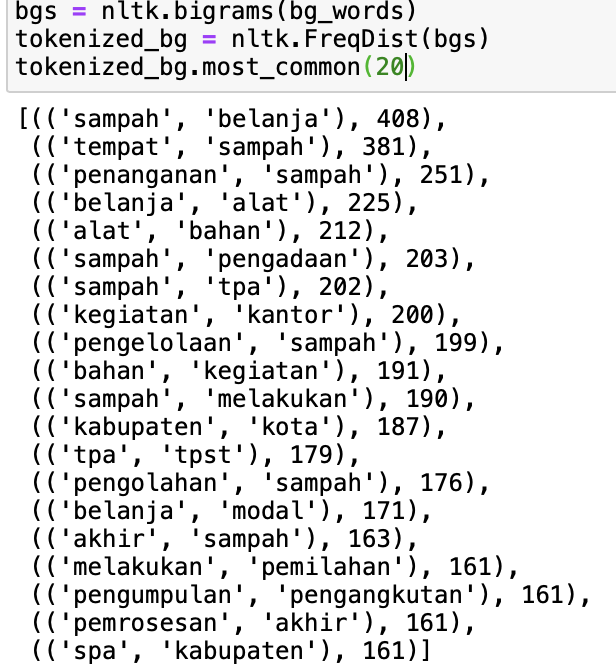 bgs = nltk.bigrams(bg_words)
tokenized_bg = nltk.FreqDist(bgs)
tokenized_bg.most_common(20)
[(('sampah', 'belanja'), 408),
(('tempat', 'sampah'), 381),
(('penanganan', 'sampah'), 251),
(('belanja', 'alat'), 225),
(('alat', 'bahan'), 212),
(('sampah', 'pengadaan'), 203),
(('sampah', 'tpa'), 202),
(('kegiatan', 'kantor'), 200),
(('pengelolaan', 'sampah'), 199),
(('bahan', 'kegiatan'), 191),
(('sampah', 'melakukan'), 190),
(('kabupaten', 'kota'), 187),
(('tpa', 'tpst'), 179),
(('pengolahan', 'sampah'), 176),
(('belanja', 'modal'), 171),
(('akhir', 'sampah'), 163),
(('melakukan', 'pemilahan'), 161),
(('pengumpulan', 'pengangkutan'), 161),
(('pemrosesan', 'akhir'), 161),
(('spa', 'kabupaten'), 161)]